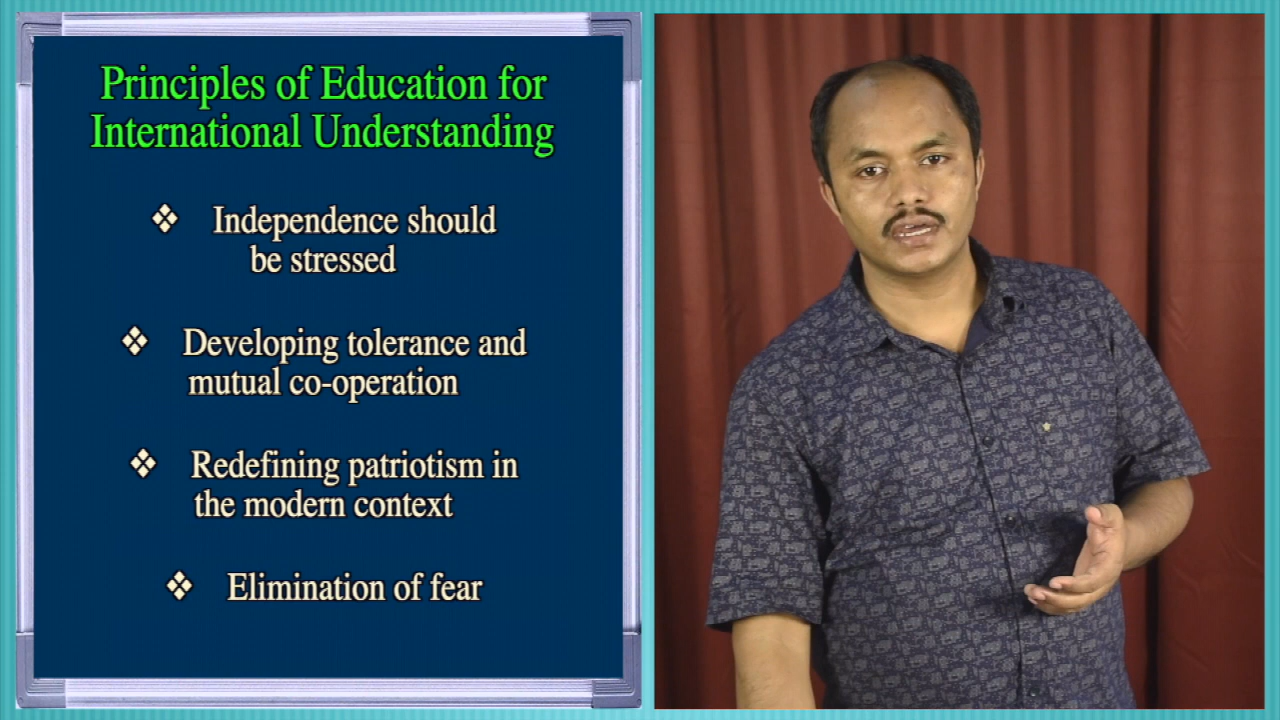 Principles of Education for
International Understanding
❖ Independence should
be stressed
❖ Developing tolerance and
mutual co-operation
❖ Redefining patriotism in
the modern context
❖ Elimination of fear